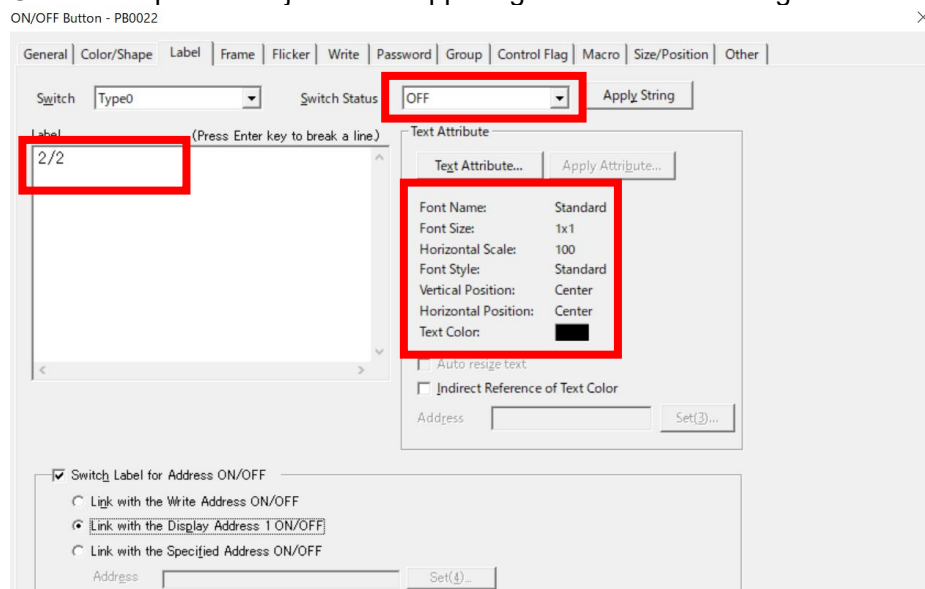 ON/OFF Button - PB0022
General Color/Shape Label Frame Flicker Write Password Group Control Flag Macro Size/Position Other
Switch Type0 Switch Status OFF Apply String
Label (Press Enter key to break a line.) Text Attribute
2/2
Text Attribute... Apply Attribute...
Font Name: Standard
Font Size: 1x1
Horizontal Scale: 100
Font Style: Standard
Vertical Position: Center
Horizontal Position: Center
Text Color:
Auto resize text
Indirect Reference of Text Color
Address Set(3)...
Switch Label for Address ON/OFF
Link with the Write Address ON/OFF
Link with the Display Address 1 ON/OFF
Link with the Specified Address ON/OFF
Address Set(4)...